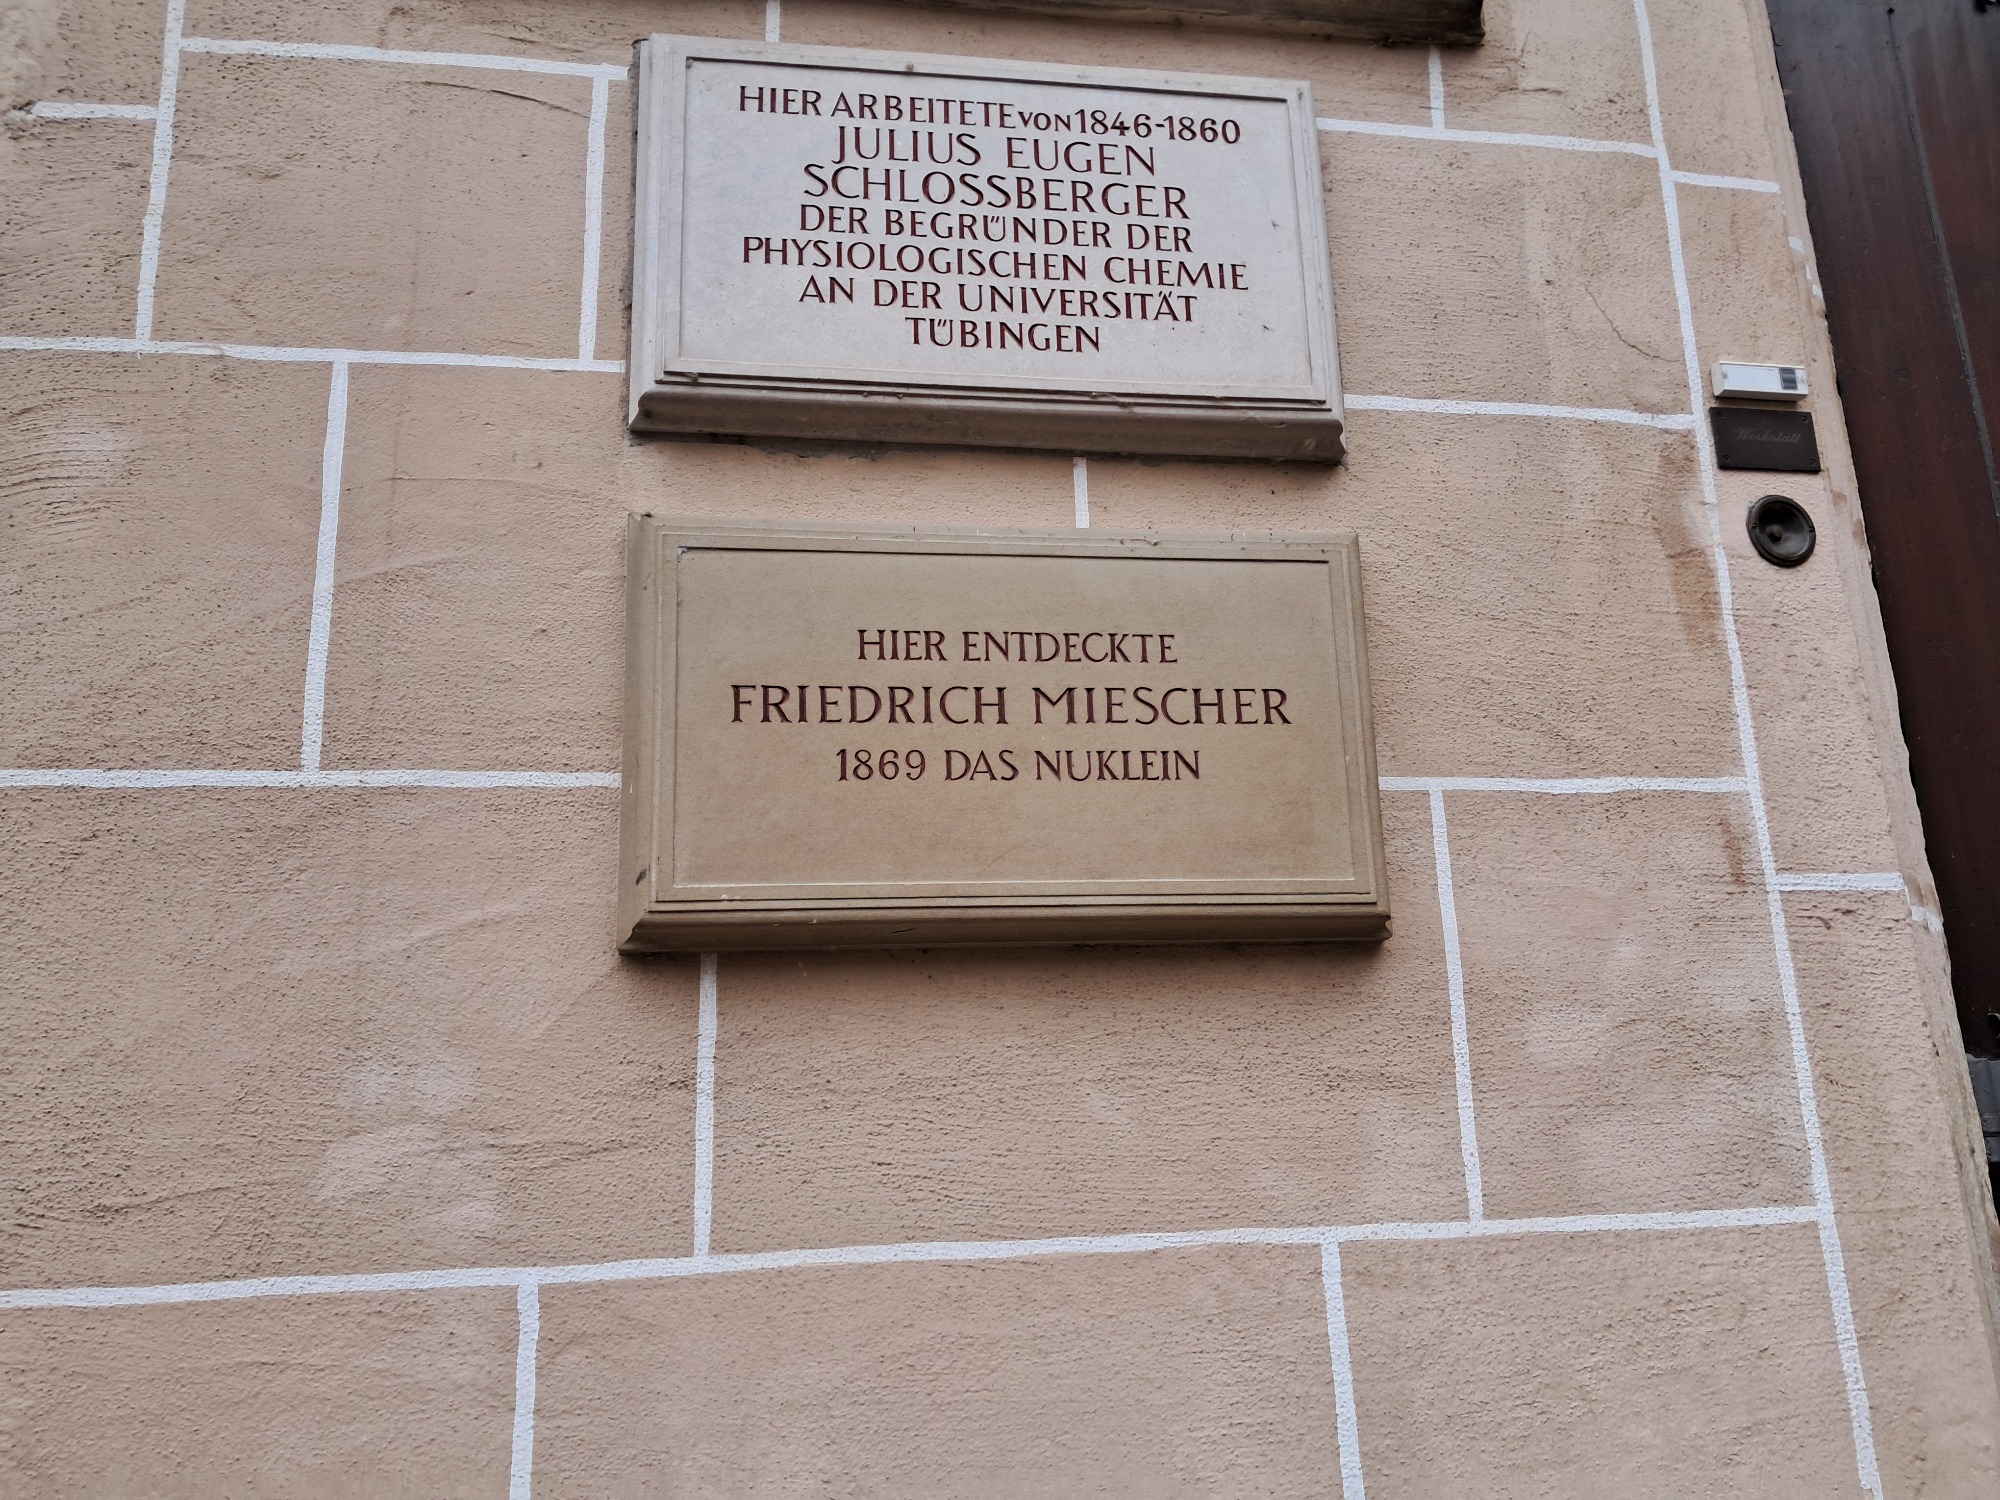 HIER ARBEITETE VON 1846-1860
JULIUS EUGEN
SCHLOSSBERGER
DER BEGRÜNDER DER
PHYSIOLOGISCHEN CHEMIE
AN DER UNIVERSITÄT
TÜBINGEN
HIER ENTDECKTE
FRIEDRICH MIESCHER
1869 DAS NUKLEIN
Werkstatt